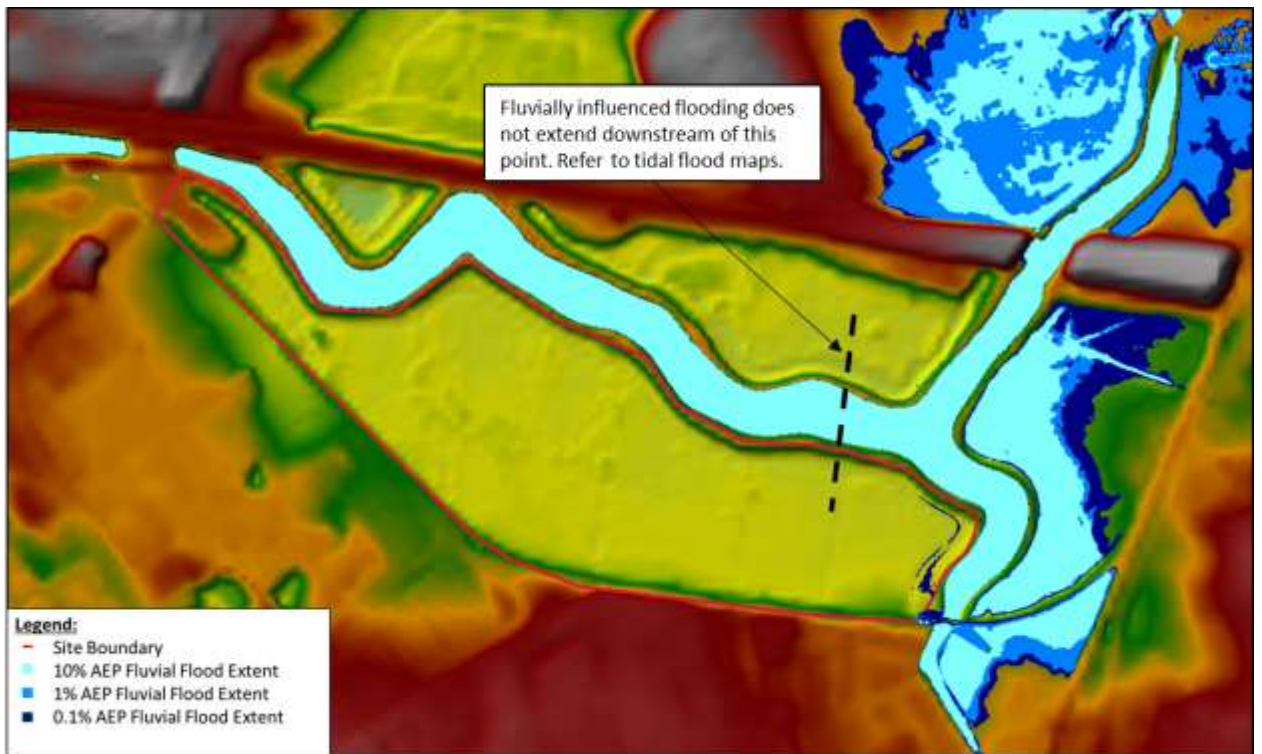 Fluvially influenced flooding does
not extend downstream of this
point. Refer to tidal flood maps.
Legend:
Site Boundary
10% AEP Fluvial Flood Extent
1% AEP Fluvial Flood Extent
0.1% AEP Fluvial Flood Extent